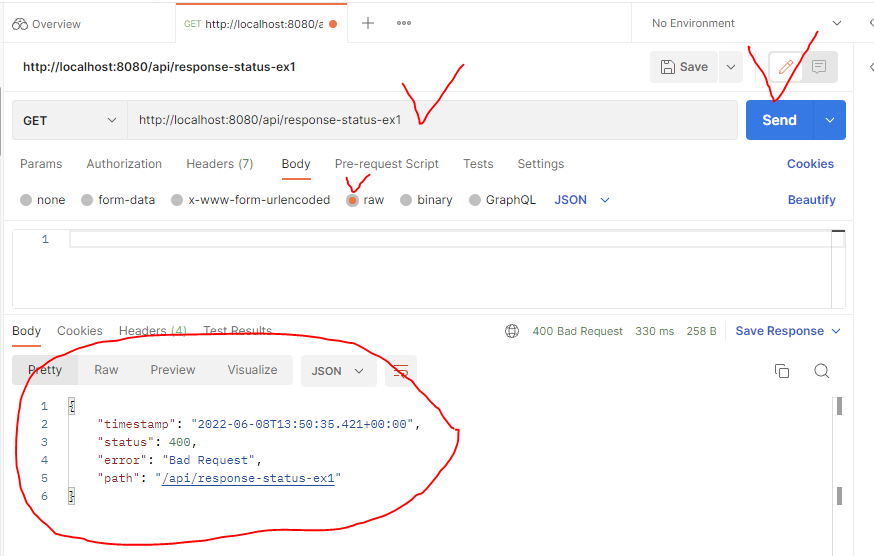 Overview
GET http://localhost:8080/a
No Environment
http://localhost:8080/api/response-status-ex1
Save
GET
http://localhost:8080/api/response-status-ex1
Send
Params Authorization Headers (7) Body Pre-request Script Tests Settings Cookies
none form-data x-www-form-urlencoded raw binary GraphQL JSON Beautify
1
Body Cookies Headers (4) Test Results 400 Bad Request 330 ms 258 B Save Response
Pretty Raw Preview Visualize JSON
1 {
2 "timestamp": "2022-06-08T13:50:35.421+00:00",
3 "status": 400,
4 "error": "Bad Request",
5 "path": "/api/response-status-ex1"
6 }